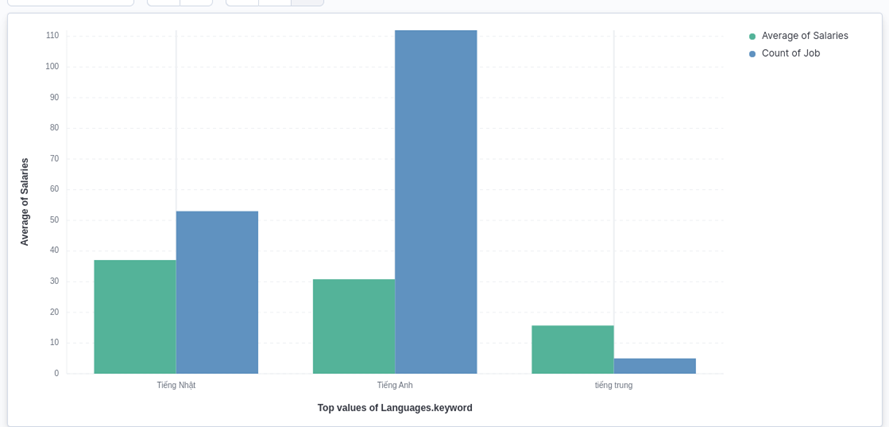 110
100
90
80
70
60
50
40
30
20
10
0
Average of Salaries
Tiếng Nhật
Tiếng Anh
tiếng trung
Top values of Languages.keyword
Average of Salaries
Count of Job